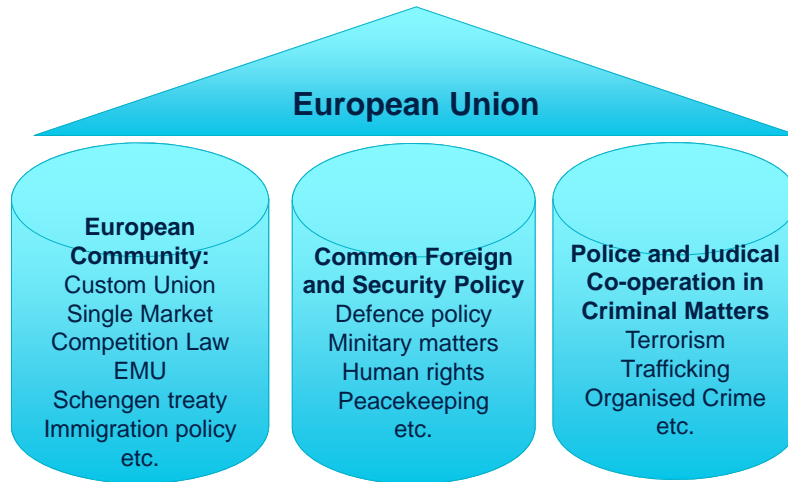 European Union
European
Community:
Custom Union
Single Market
Competition Law
EMU
Schengen treaty
Immigration policy
etc.
Common Foreign
and Security Policy
Defence policy
Minitary matters
Human rights
Peacekeeping
etc.
Police and Judical
Co-operation in
Criminal Matters
Terrorism
Trafficking
Organised Crime
etc.